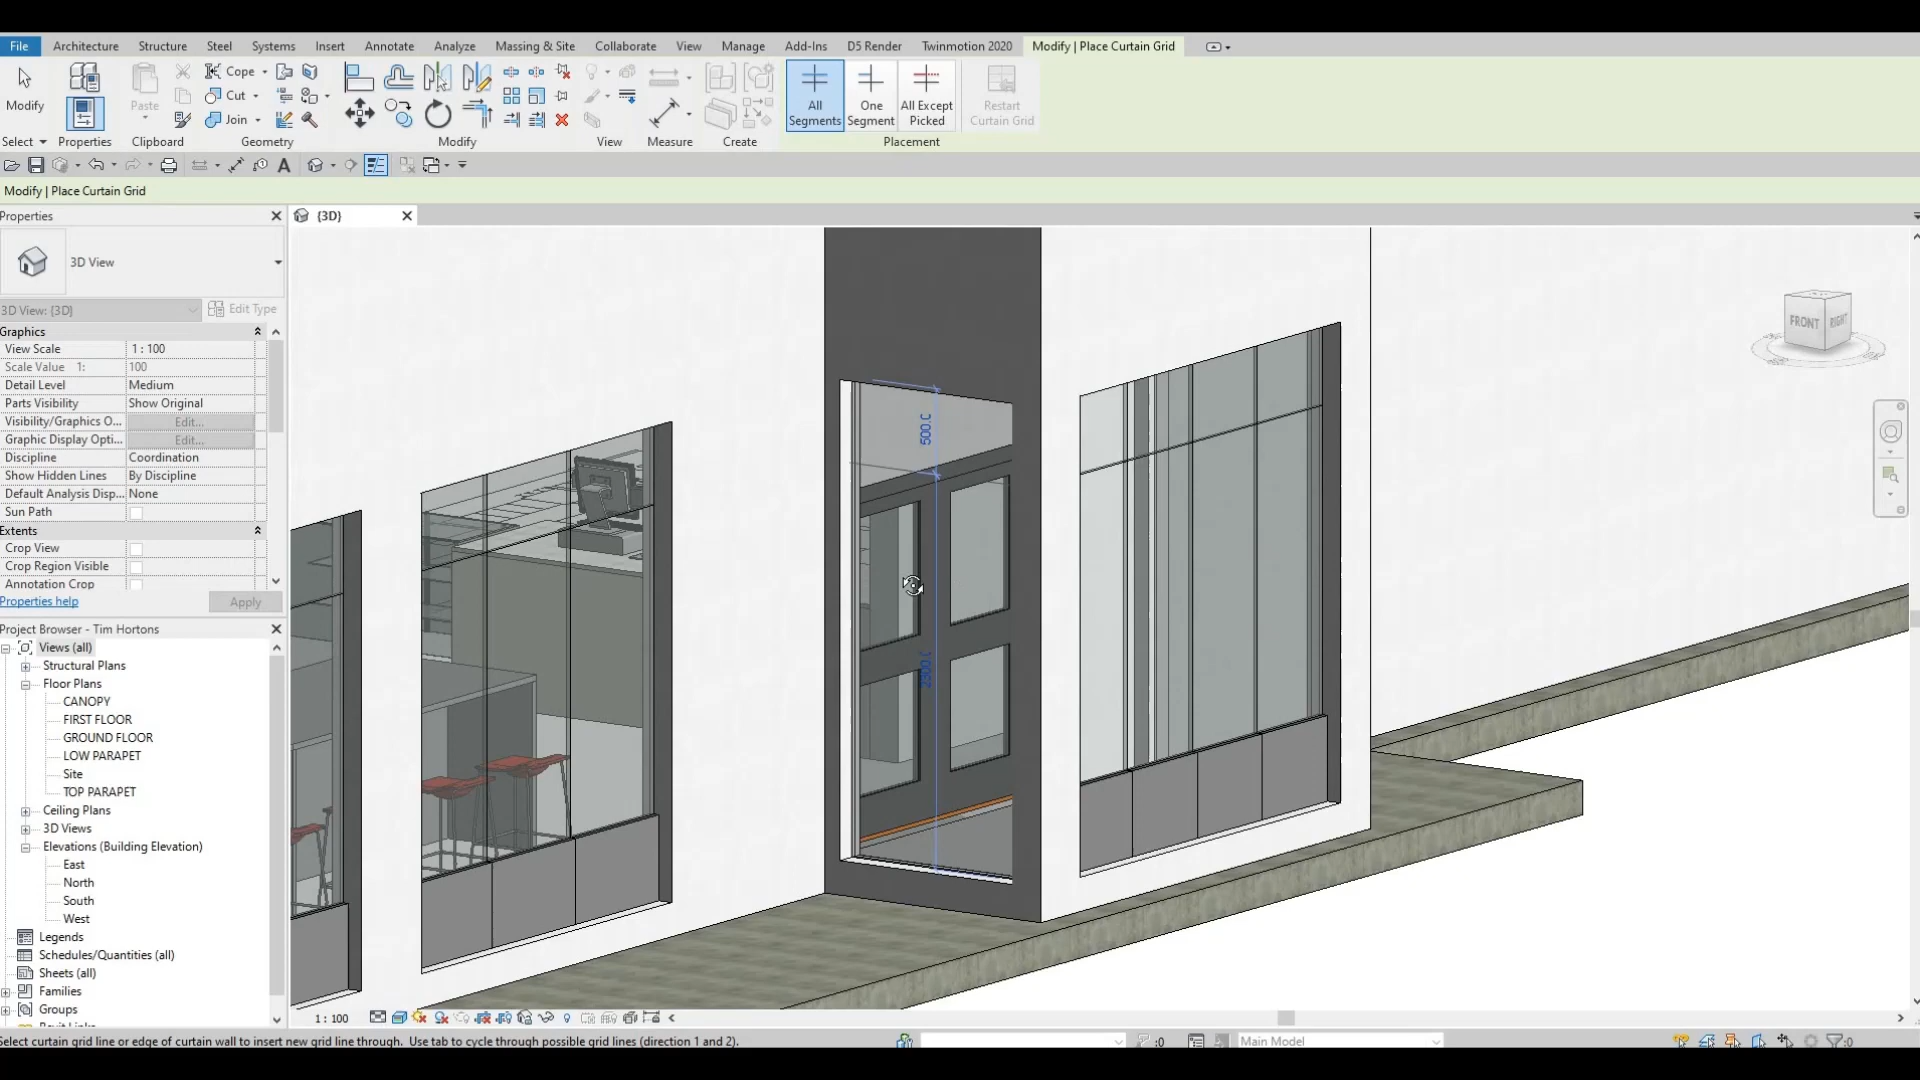 File Architecture Structure Steel Systems Insert Annotate Analyze Massing & Site Collaborate View Manage Add-Ins D5 Render Twinmotion 2020 Modify | Place Curtain Grid
Modify
Paste
Cope
Cut
Join
All Segments
One Segment
All Except Picked
Restart Curtain Grid
Select Properties Clipboard Geometry Modify View Measure Create Placement
Modify | Place Curtain Grid
Properties
{3D}
3D View
3D View: {3D} Edit Type
Graphics
View Scale 1 : 100
Scale Value 1: 100
Detail Level Medium
Parts Visibility Show Original
Visibility/Graphics O... Edit...
Graphic Display Opti... Edit...
Discipline Coordination
Show Hidden Lines By Discipline
Default Analysis Disp... None
Sun Path
Extents
Crop View
Crop Region Visible
Annotation Crop
Properties help Apply
Project Browser - Tim Hortons
Views (all)
Structural Plans
Floor Plans
CANOPY
FIRST FLOOR
GROUND FLOOR
LOW PARAPET
Site
TOP PARAPET
Ceiling Plans
3D Views
Elevations (Building Elevation)
East
North
South
West
Legends
Schedules/Quantities (all)
Sheets (all)
Families
Groups
FRONT
RIGHT
500.0
1 : 100
Select curtain grid line or edge of curtain wall to insert new grid line through. Use tab to cycle through possible grid lines (direction 1 and 2).
:0
Main Model
:0